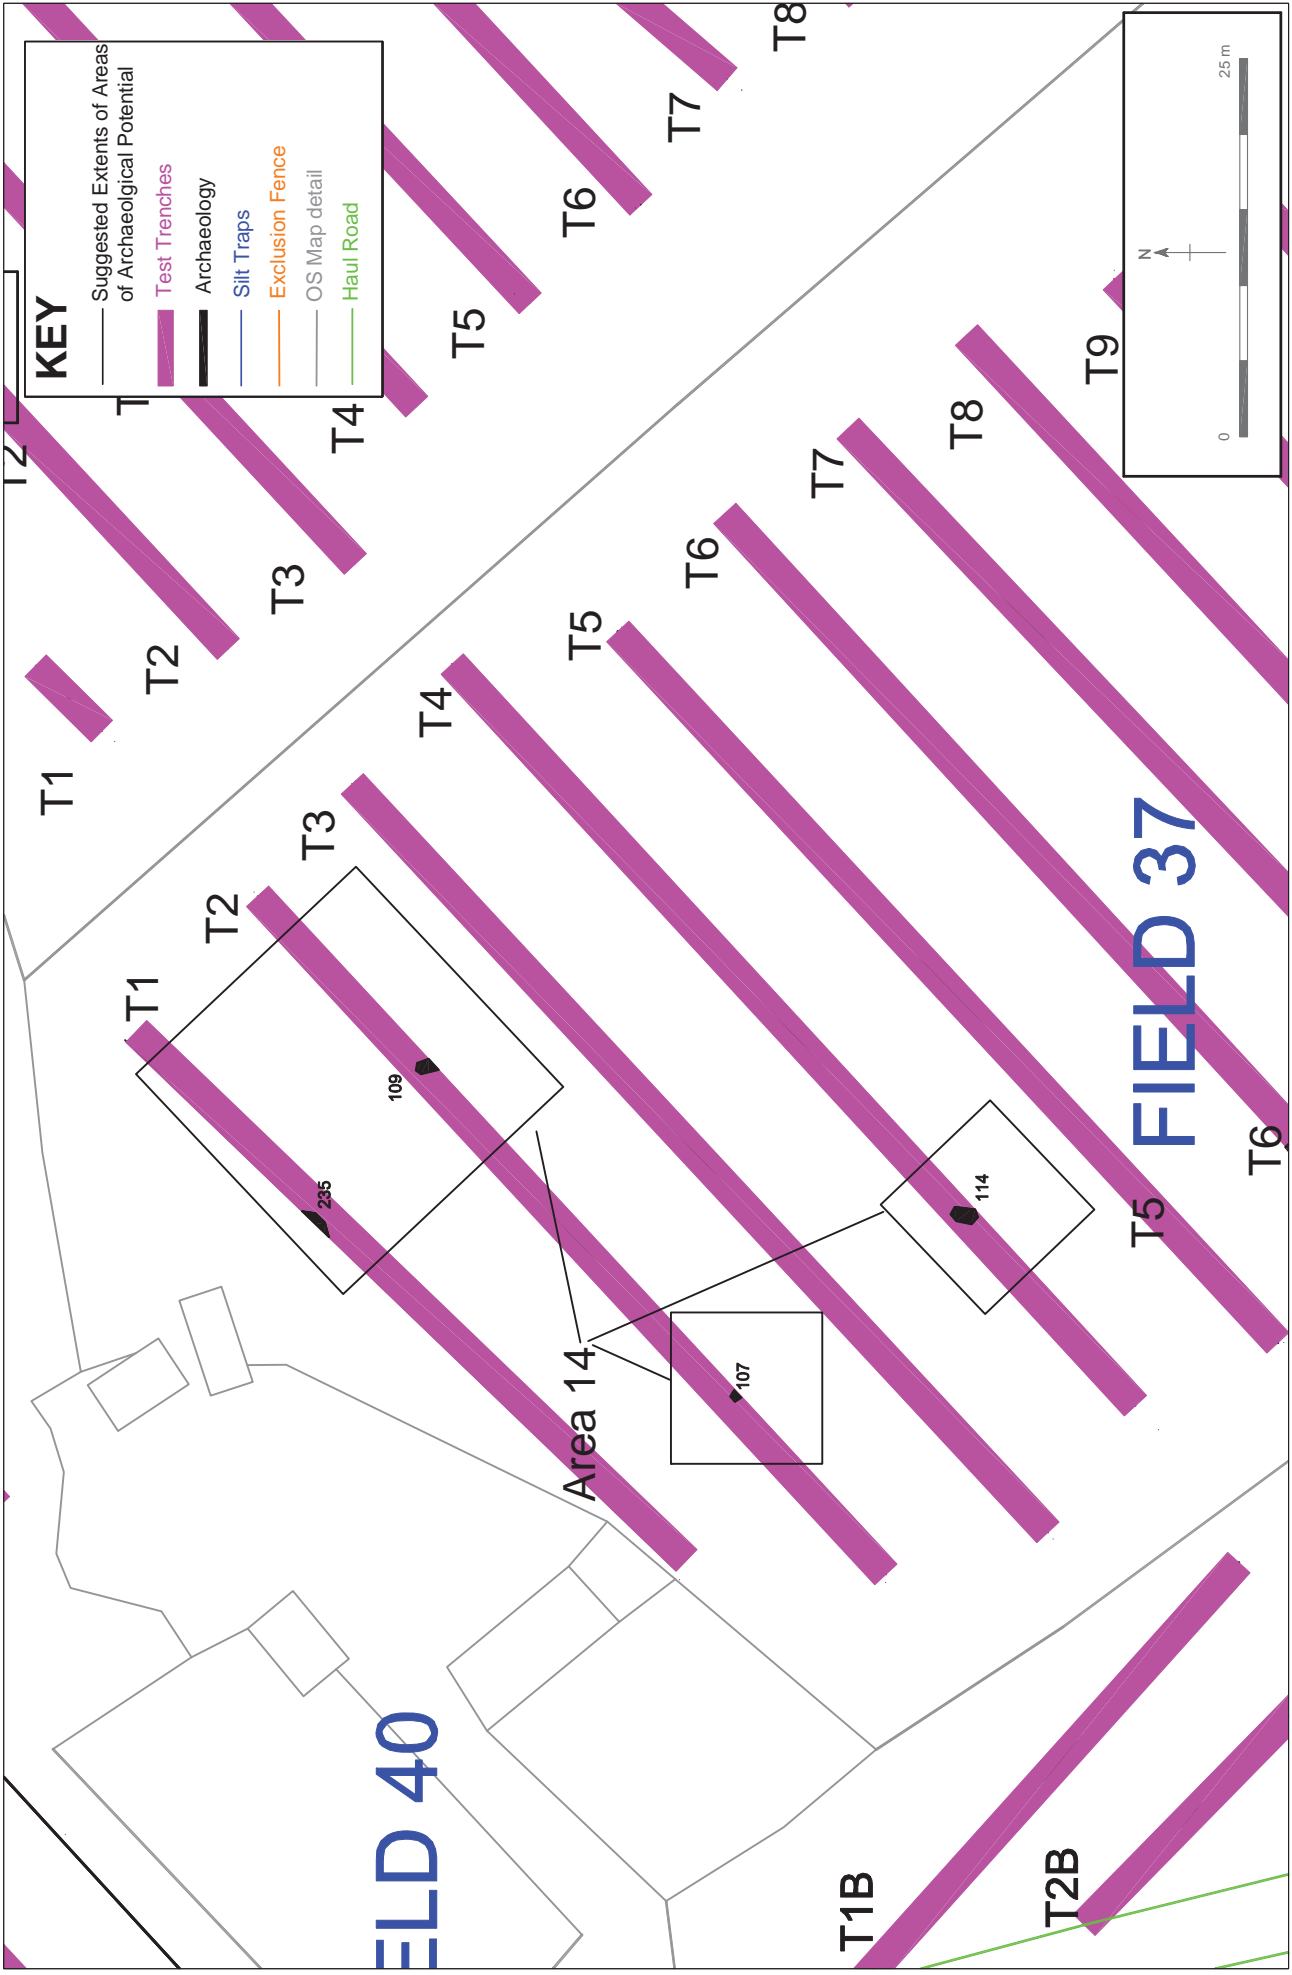 KEY
Suggested Extents of Areas
of Archaeolgical Potential
Test Trenches
Archaeology
Silt Traps
Exclusion Fence
OS Map detail
Haul Road
T1
T2
T2
T3
T4
T5
T6
T7
T8
T1
T2
T3
T4
T5
T6
T7
T8
T9
235
109
107
114
Area 14
T5
T6
FIELD 37
ELD 40
T1B
T2B
N
0
25 m